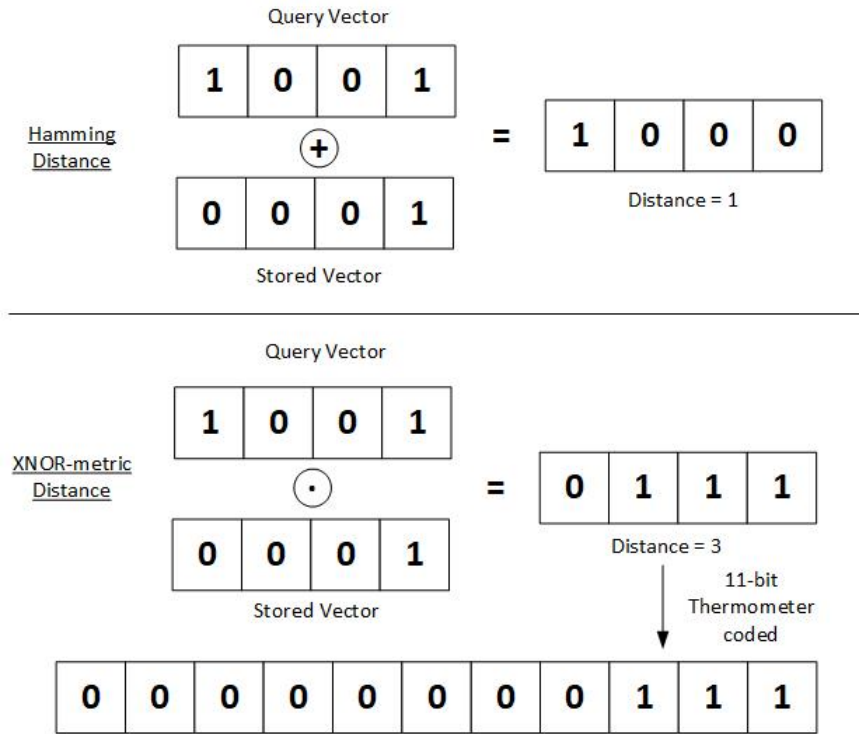 Query Vector
1 0 0 1
Hamming
Distance
+
=
1 0 0 0
Distance = 1
0 0 0 1
Stored Vector
Query Vector
1 0 0 1
XNOR-metric
Distance
·
=
0 1 1 1
Distance = 3
0 0 0 1
Stored Vector
11-bit
Thermometer
coded
0 0 0 0 0 0 0 0 1 1 1